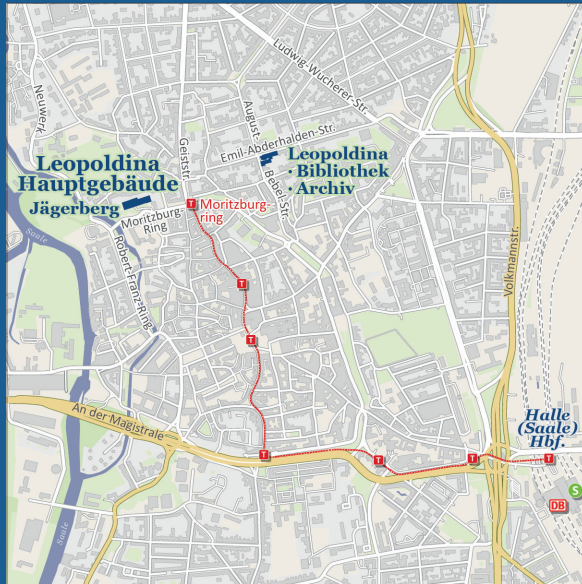 Ludwig-Wucherer-Str.
Neuwerk
August-
Bebel-Str.
Geiststr.
Emil-Abderhalden-Str.
Leopoldina
Hauptgebäude
Jägerberg
Leopoldina
· Bibliothek
· Archiv
Moritzburg-
Ring
T
Moritzburg-
ring
Saale
Robert-Franz-Ring
Volkmannstr.
T
T
An der Magistrale
Halle
(Saale)
Hbf.
T
T
T
T
S
DB
Saale